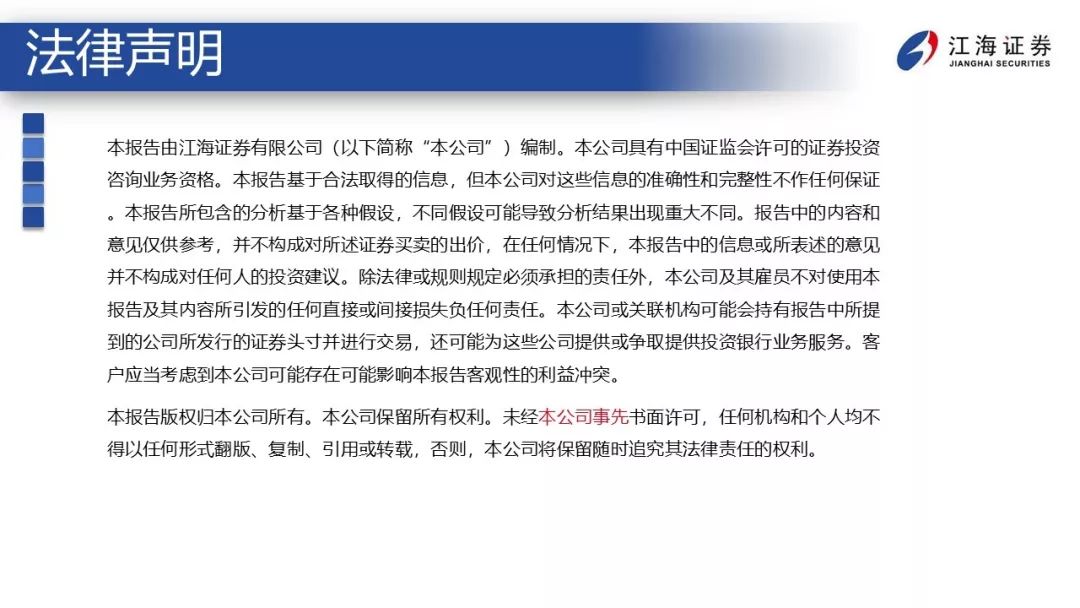 法律声明
江海证券
JIANGHAI SECURITIES
本报告由江海证券有限公司（以下简称“本公司”）编制。本公司具有中国证监会许可的证券投资
咨询业务资格。本报告基于合法取得的信息，但本公司对这些信息的准确性和完整性不作任何保证
。本报告所包含的分析基于各种假设，不同假设可能导致分析结果出现重大不同。报告中的内容和
意见仅供参考，并不构成对所述证券买卖的出价，在任何情况下，本报告中的信息或所表述的意见
并不构成对任何人的投资建议。除法律或规则规定必须承担的责任外，本公司及其雇员不对使用本
报告及其内容所引发的任何直接或间接损失负任何责任。本公司或关联机构可能会持有报告中所提
到的公司所发行的证券头寸并进行交易，还可能为这些公司提供或争取提供投资银行业务服务。客
户应当考虑到本公司可能存在可能影响本报告客观性的利益冲突。
本报告版权归本公司所有。本公司保留所有权利。未经本公司事先书面许可，任何机构和个人均不
得以任何形式翻版、复制、引用或转载，否则，本公司将保留随时追究其法律责任的权利。